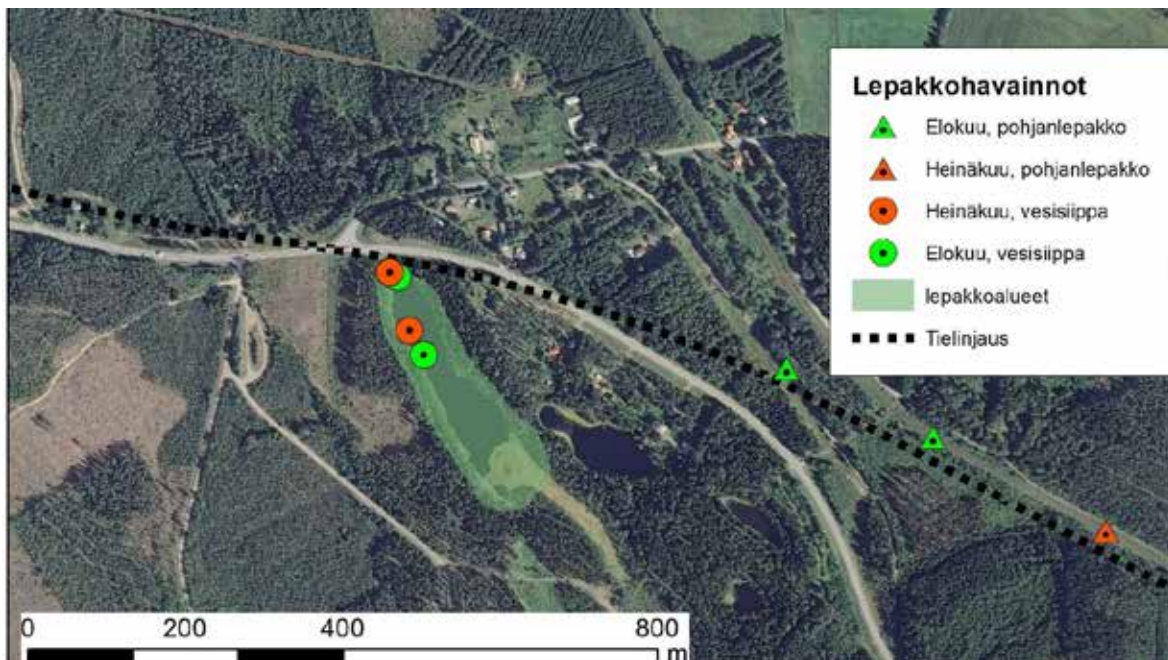 Lepakkohavainnot
Elokuu, pohjanlepakko
Heinäkuu, pohjanlepakko
Heinäkuu, vesisiippa
Elokuu, vesisiippa
lepakkoalueet
Tielinjaus
0 200 400 800
m